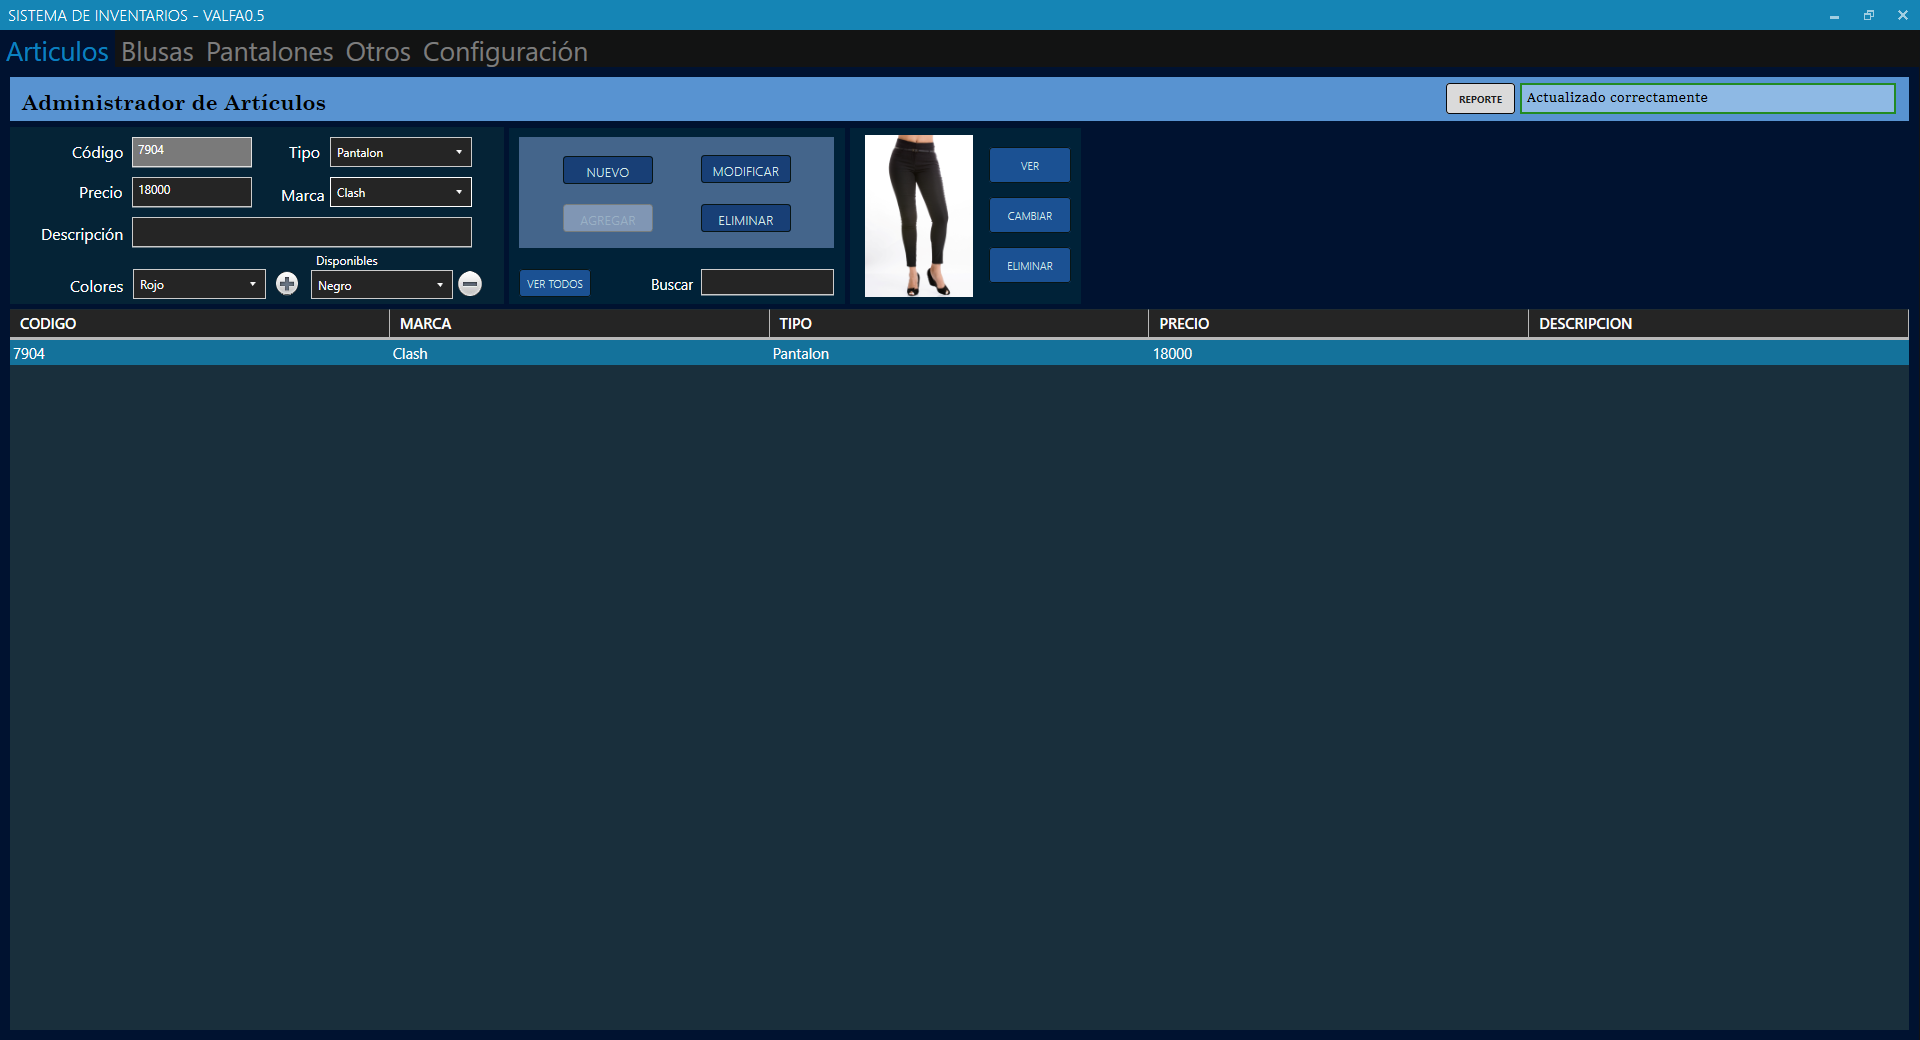 SISTEMA DE INVENTARIOS - VALFA0.5
Articulos Blusas Pantalones Otros Configuración
Administrador de Artículos
REPORTE
Actualizado correctamente
Código 7904 Tipo Pantalon
Precio 18000 Marca Clash
Descripción
Disponibles
Colores Rojo Negro
NUEVO MODIFICAR
AGREGAR ELIMINAR
VER TODOS Buscar
VER
CAMBIAR
ELIMINAR
CODIGO MARCA TIPO PRECIO DESCRIPCION
7904 Clash Pantalon 18000